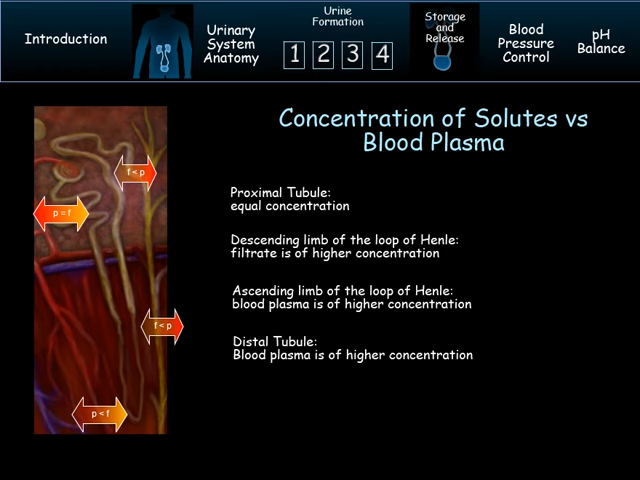 Introduction
Urinary
System
Anatomy
Urine
Formation
1 2 3 4
Storage
and
Release
Blood
Pressure
Control
pH
Balance
Concentration of Solutes vs
Blood Plasma
f < p
p = f
f < p
p < f
Proximal Tubule:
equal concentration
Descending limb of the loop of Henle:
filtrate is of higher concentration
Ascending limb of the loop of Henle:
blood plasma is of higher concentration
Distal Tubule:
Blood plasma is of higher concentration